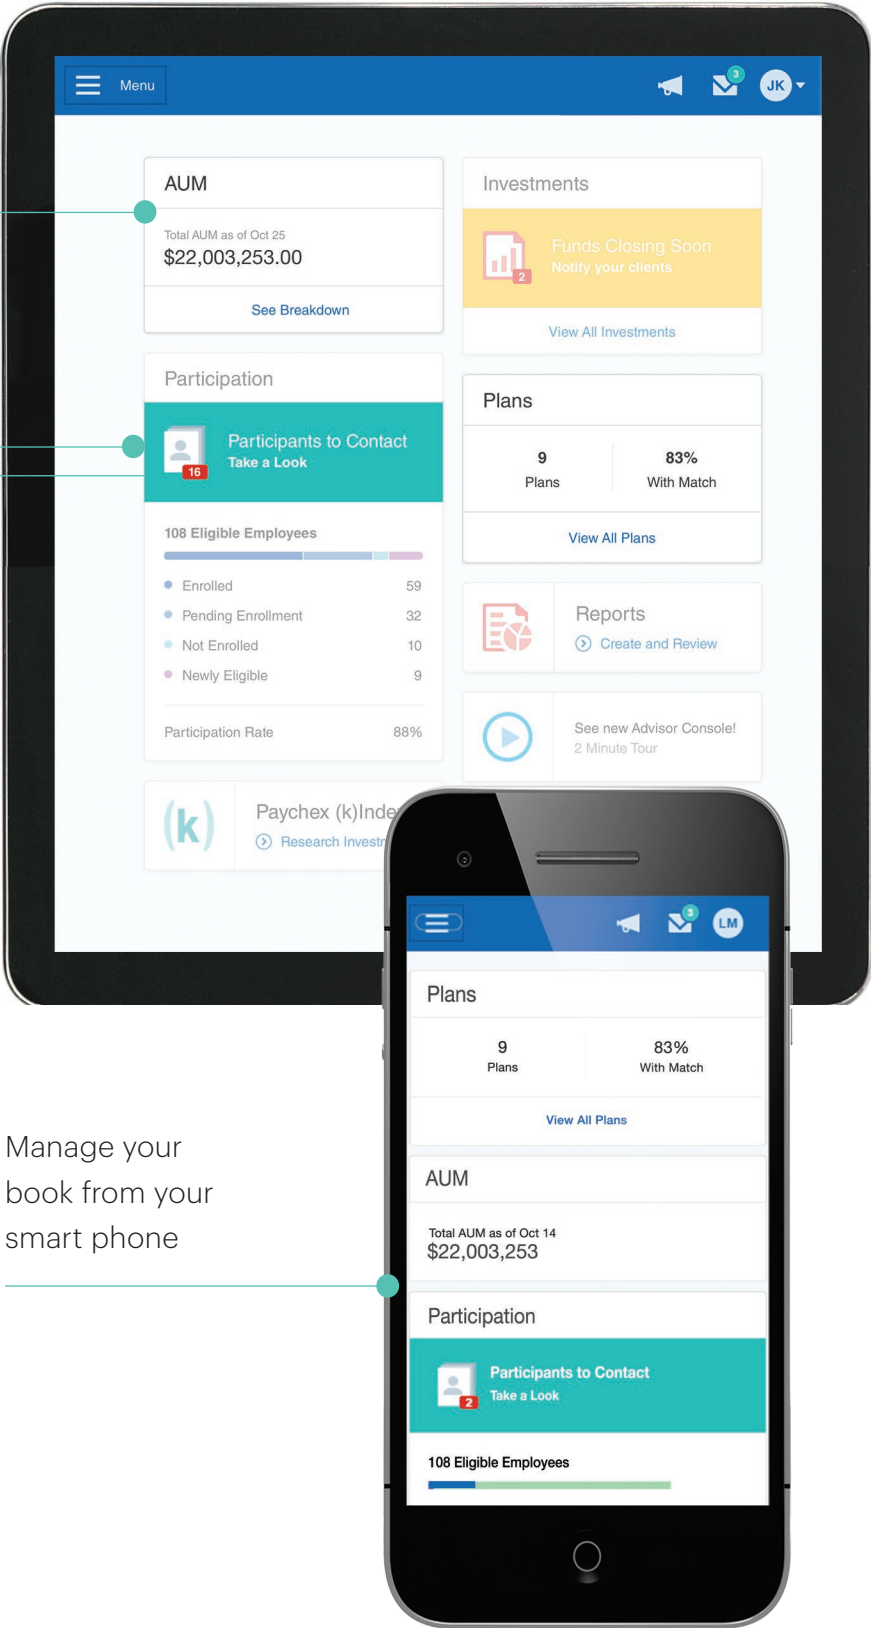 Menu
3
JK
AUM
Total AUM as of Oct 25
$22,003,253.00
See Breakdown
Participation
Participants to Contact
Take a Look
16
108 Eligible Employees
Enrolled 59
Pending Enrollment 32
Not Enrolled 10
Newly Eligible 9
Participation Rate 88%
(k)
Paychex (k)Inde
Research Invest
Investments
Funds Closing Soon
Notify your clients
2
View All Investments
Plans
9 83%
Plans With Match
View All Plans
Reports
Create and Review
See new Advisor Console!
2 Minute Tour
Manage your
book from your
smart phone
3
LM
Plans
9 83%
Plans With Match
View All Plans
AUM
Total AUM as of Oct 14
$22,003,253
Participation
Participants to Contact
Take a Look
2
108 Eligible Employees